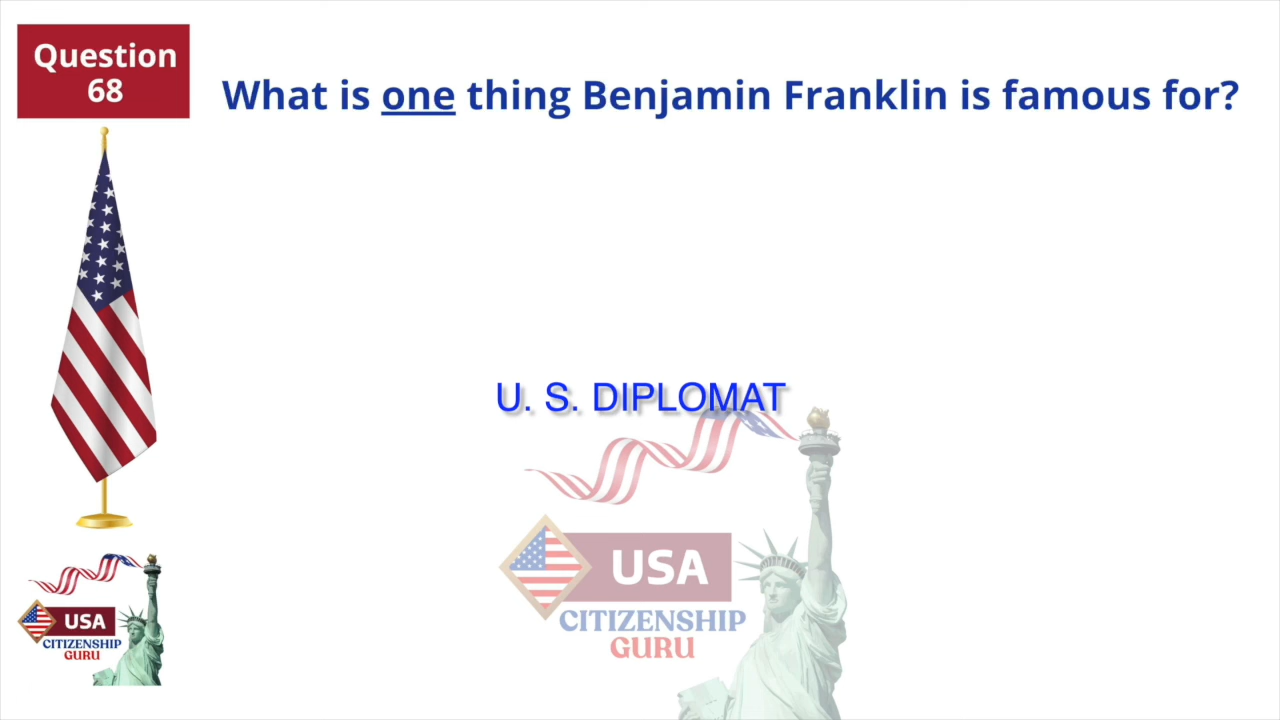 Question
68
What is one thing Benjamin Franklin is famous for?
U. S. DIPLOMAT
USA
CITIZENSHIP
GURU
USA
CITIZENSHIP
GURU